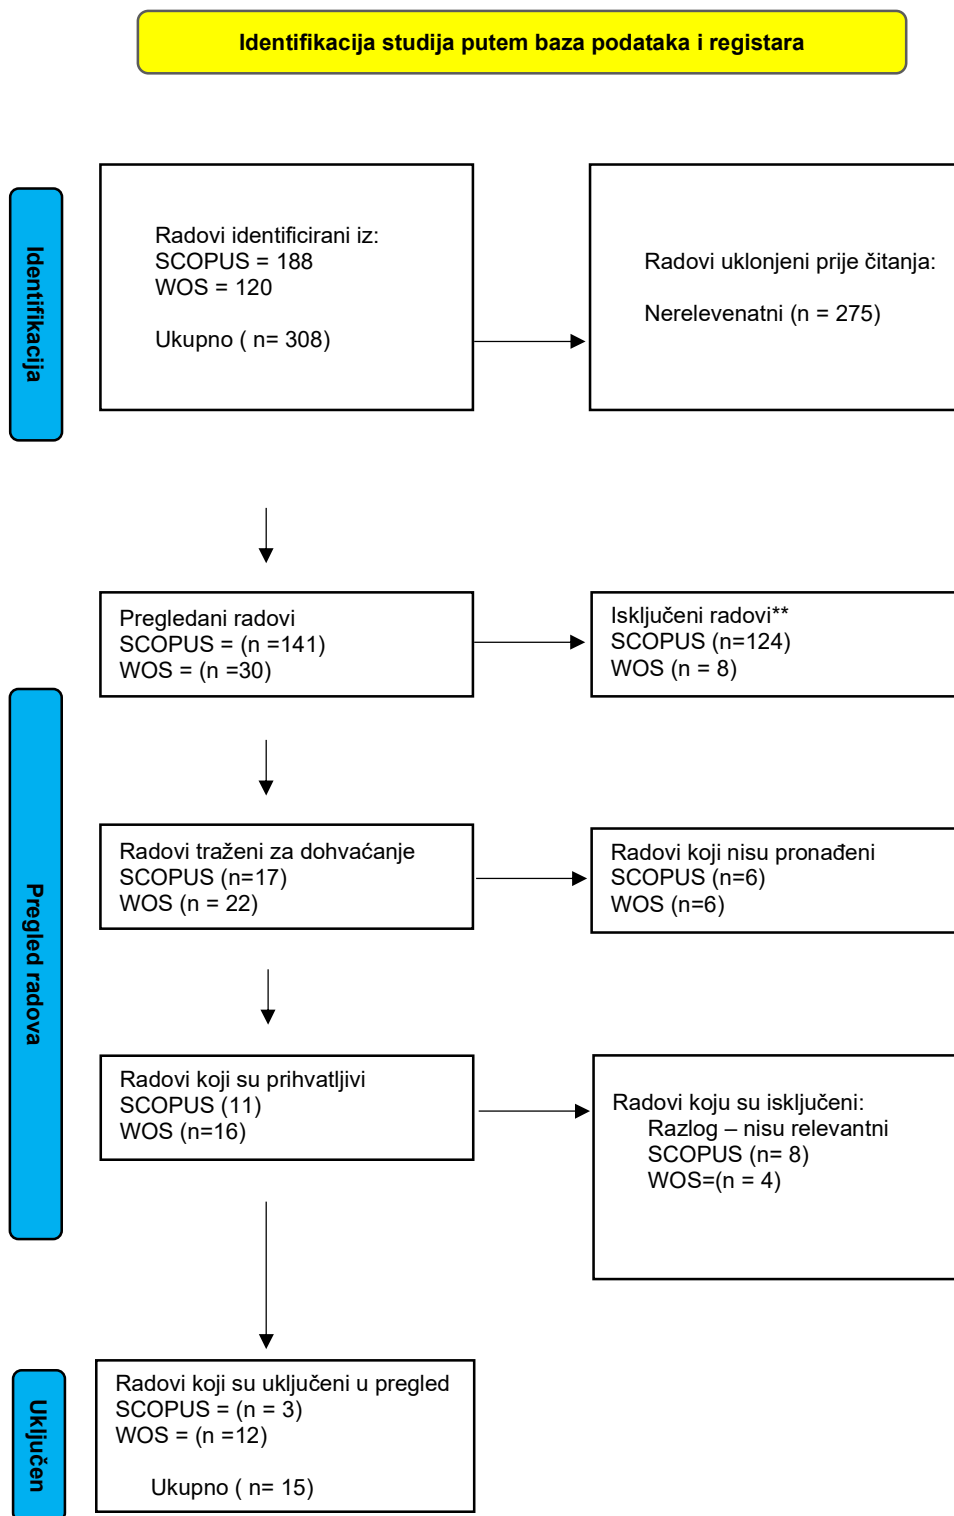 Identifikacija studija putem baza podataka i registara
Identifikacija
Radovi identificirani iz:
SCOPUS = 188
WOS = 120
Ukupno ( n= 308)
Radovi uklonjeni prije čitanja:
Nerelevenatni (n = 275)
Pregled radova
Pregledani radovi
SCOPUS = (n =141)
WOS = (n =30)
Isključeni radovi**
SCOPUS (n=124)
WOS (n = 8)
Radovi traženi za dohvaćanje
SCOPUS (n=17)
WOS (n = 22)
Radovi koji nisu pronađeni
SCOPUS (n=6)
WOS (n=6)
Radovi koji su prihvatljivi
SCOPUS (11)
WOS (n=16)
Radovi koju su isključeni:
Razlog – nisu relevantni
SCOPUS (n= 8)
WOS=(n = 4)
Uključen
Radovi koji su uključeni u pregled
SCOPUS = (n = 3)
WOS = (n =12)
Ukupno ( n= 15)